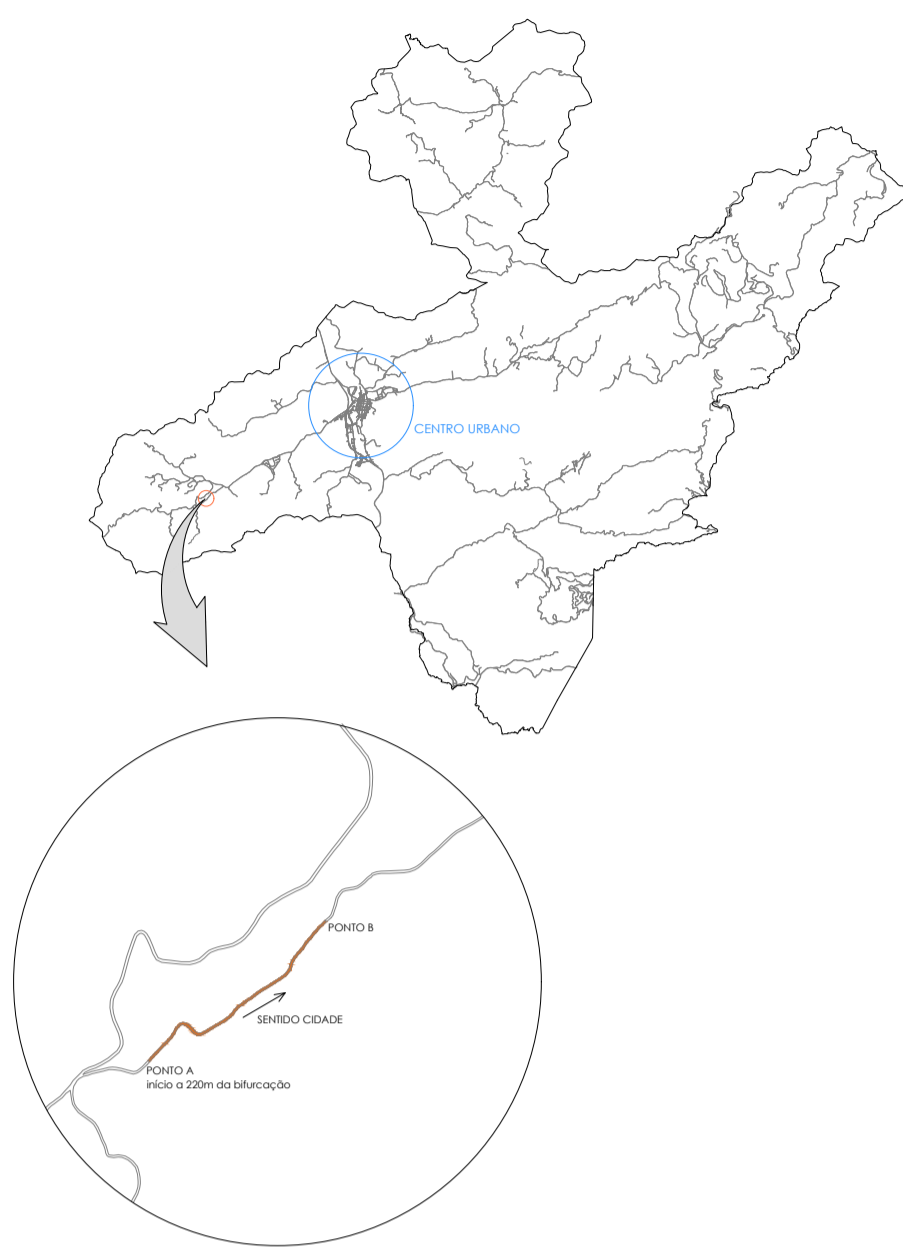 CENTRO URBANO
PONTO B
SENTIDO CIDADE
PONTO A
início a 220m da bifurcação